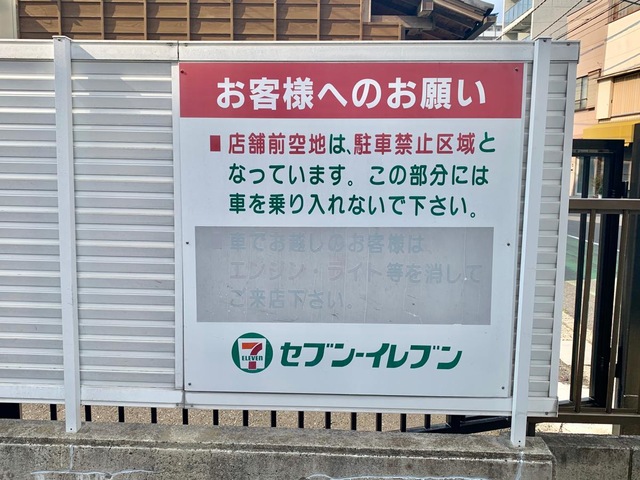 お客様へのお願い
■店舗前空地は、駐車禁止区域と
なっています。この部分には
車を乗り入れないで下さい。
■車でお越しのお客様は
エンジン・ライト等を消して
ご来店下さい。
7 ELEVEN
セブン-イレブン